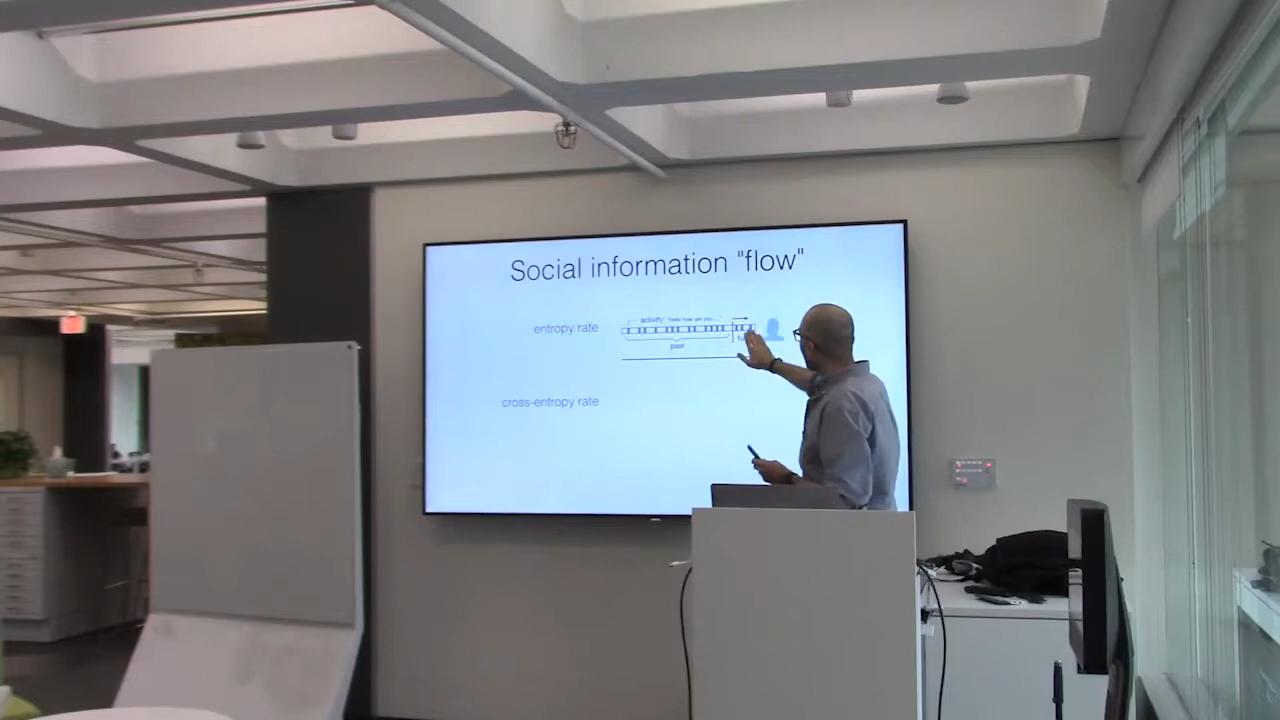 Social information "flow"
activity: "hello how are you ..."
entropy rate
past
cross-entropy rate